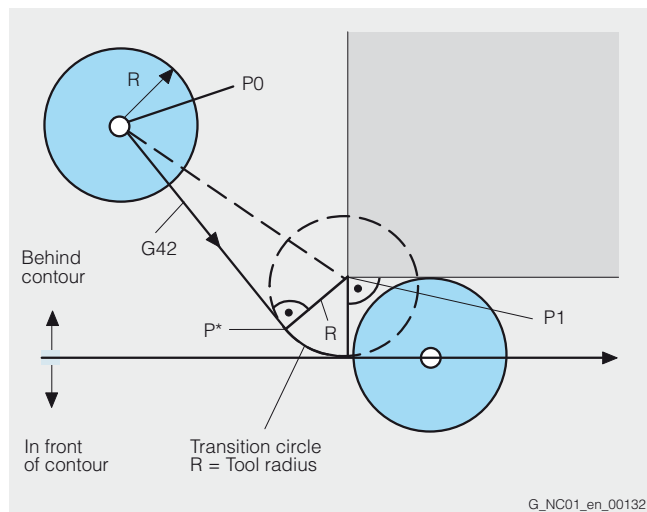 R
P0
G42
Behind
contour
P*
R
P1
In front
of contour
Transition circle
R = Tool radius
G_NC01_en_00132